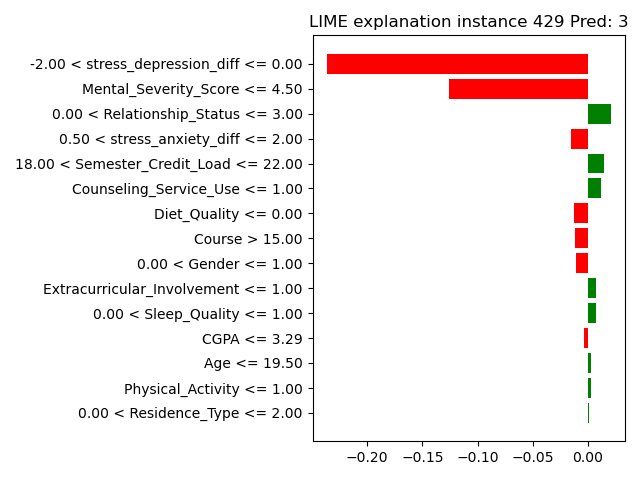 LIME explanation instance 429 Pred: 3
-2.00 < stress_depression_diff <= 0.00
Mental_Severity_Score <= 4.50
0.00 < Relationship_Status <= 3.00
0.50 < stress_anxiety_diff <= 2.00
18.00 < Semester_Credit_Load <= 22.00
Counseling_Service_Use <= 1.00
Diet_Quality <= 0.00
Course > 15.00
0.00 < Gender <= 1.00
Extracurricular_Involvement <= 1.00
0.00 < Sleep_Quality <= 1.00
CGPA <= 3.29
Age <= 19.50
Physical_Activity <= 1.00
0.00 < Residence_Type <= 2.00
−0.20 −0.15 −0.10 −0.05 0.00